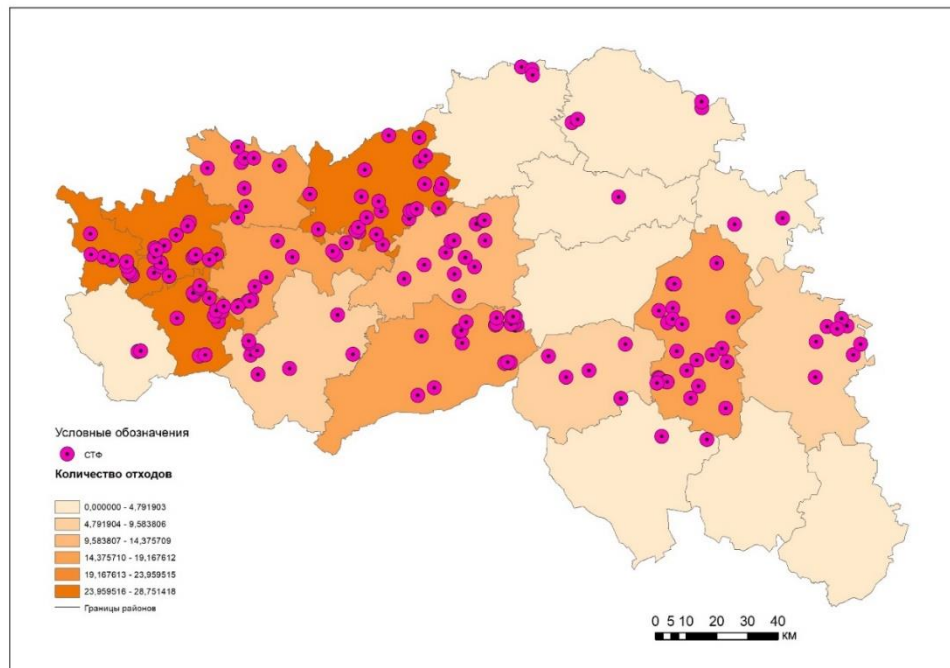 Условные обозначения
СТФ
Количество отходов
0,000000 - 4,791903
4,791904 - 9,583806
9,583807 - 14,375709
14,375710 - 19,167612
19,167613 - 23,959515
23,959516 - 28,751418
Границы районов
0 5 10 20 30 40
КМ